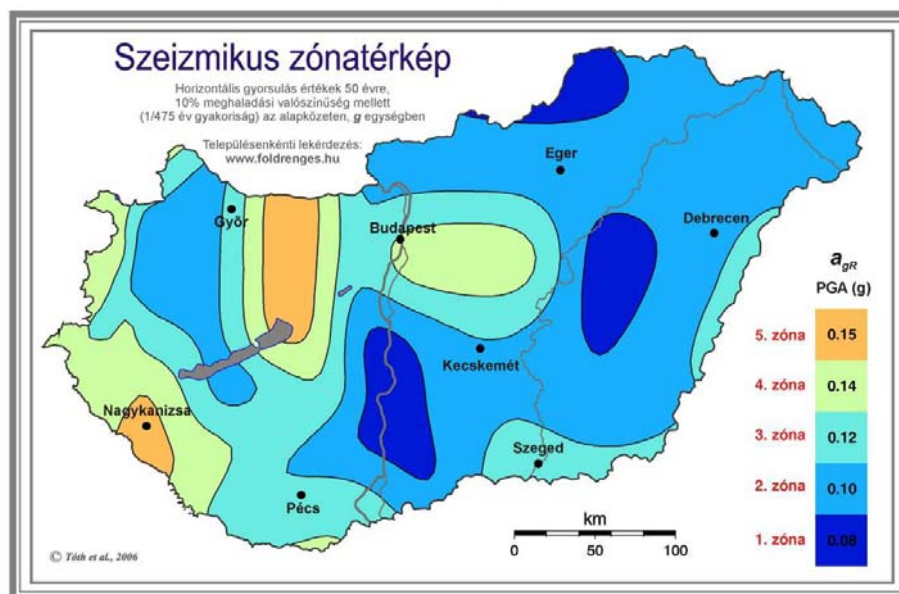 Szeizmikus zónatérkép
Horizontális gyorsulás értékek 50 évre,
10% meghaladási valószínűség mellett
(1/475 év gyakoriság) az alapkőzeten, g egységben
Településenkénti lekérdezés:
www.foldrenges.hu
Eger
Győr
Budapest
Debrecen
a_gR
PGA (g)
5. zóna 0.15
Kecskemét
4. zóna 0.14
Nagykanizsa
3. zóna 0.12
Szeged
2. zóna 0.10
Pécs
km
0 50 100
1. zóna 0.08
© Tóth et al., 2006